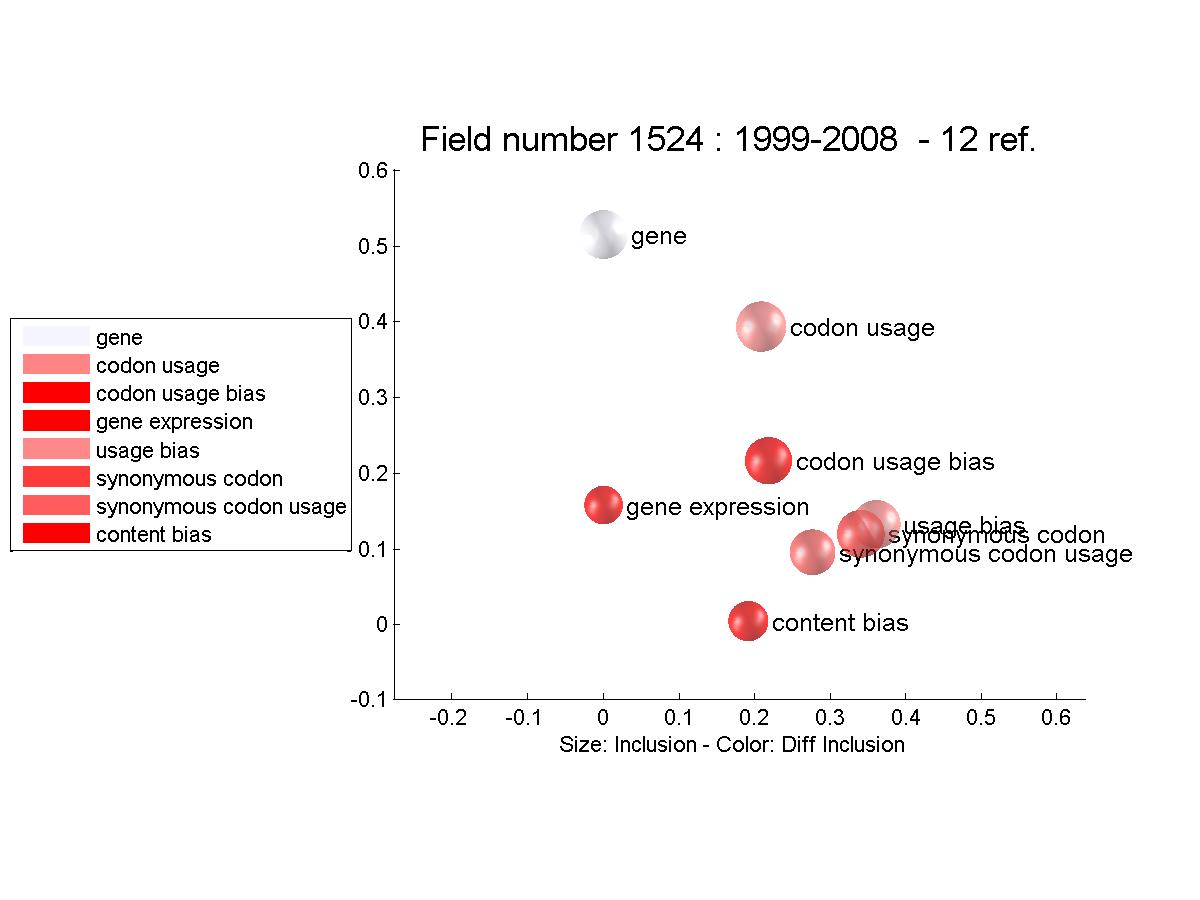 Field number 1524 : 1999-2008 - 12 ref.
0.6
0.5
0.4
0.3
0.2
0.1
0
-0.1
gene
codon usage
codon usage bias
gene expression
usage bias
synonymous codon
synonymous codon usage
content bias
gene
codon usage
codon usage bias
gene expression
usage bias
synonymous codon
synonymous codon usage
content bias
-0.2 -0.1 0 0.1 0.2 0.3 0.4 0.5 0.6
Size: Inclusion - Color: Diff Inclusion